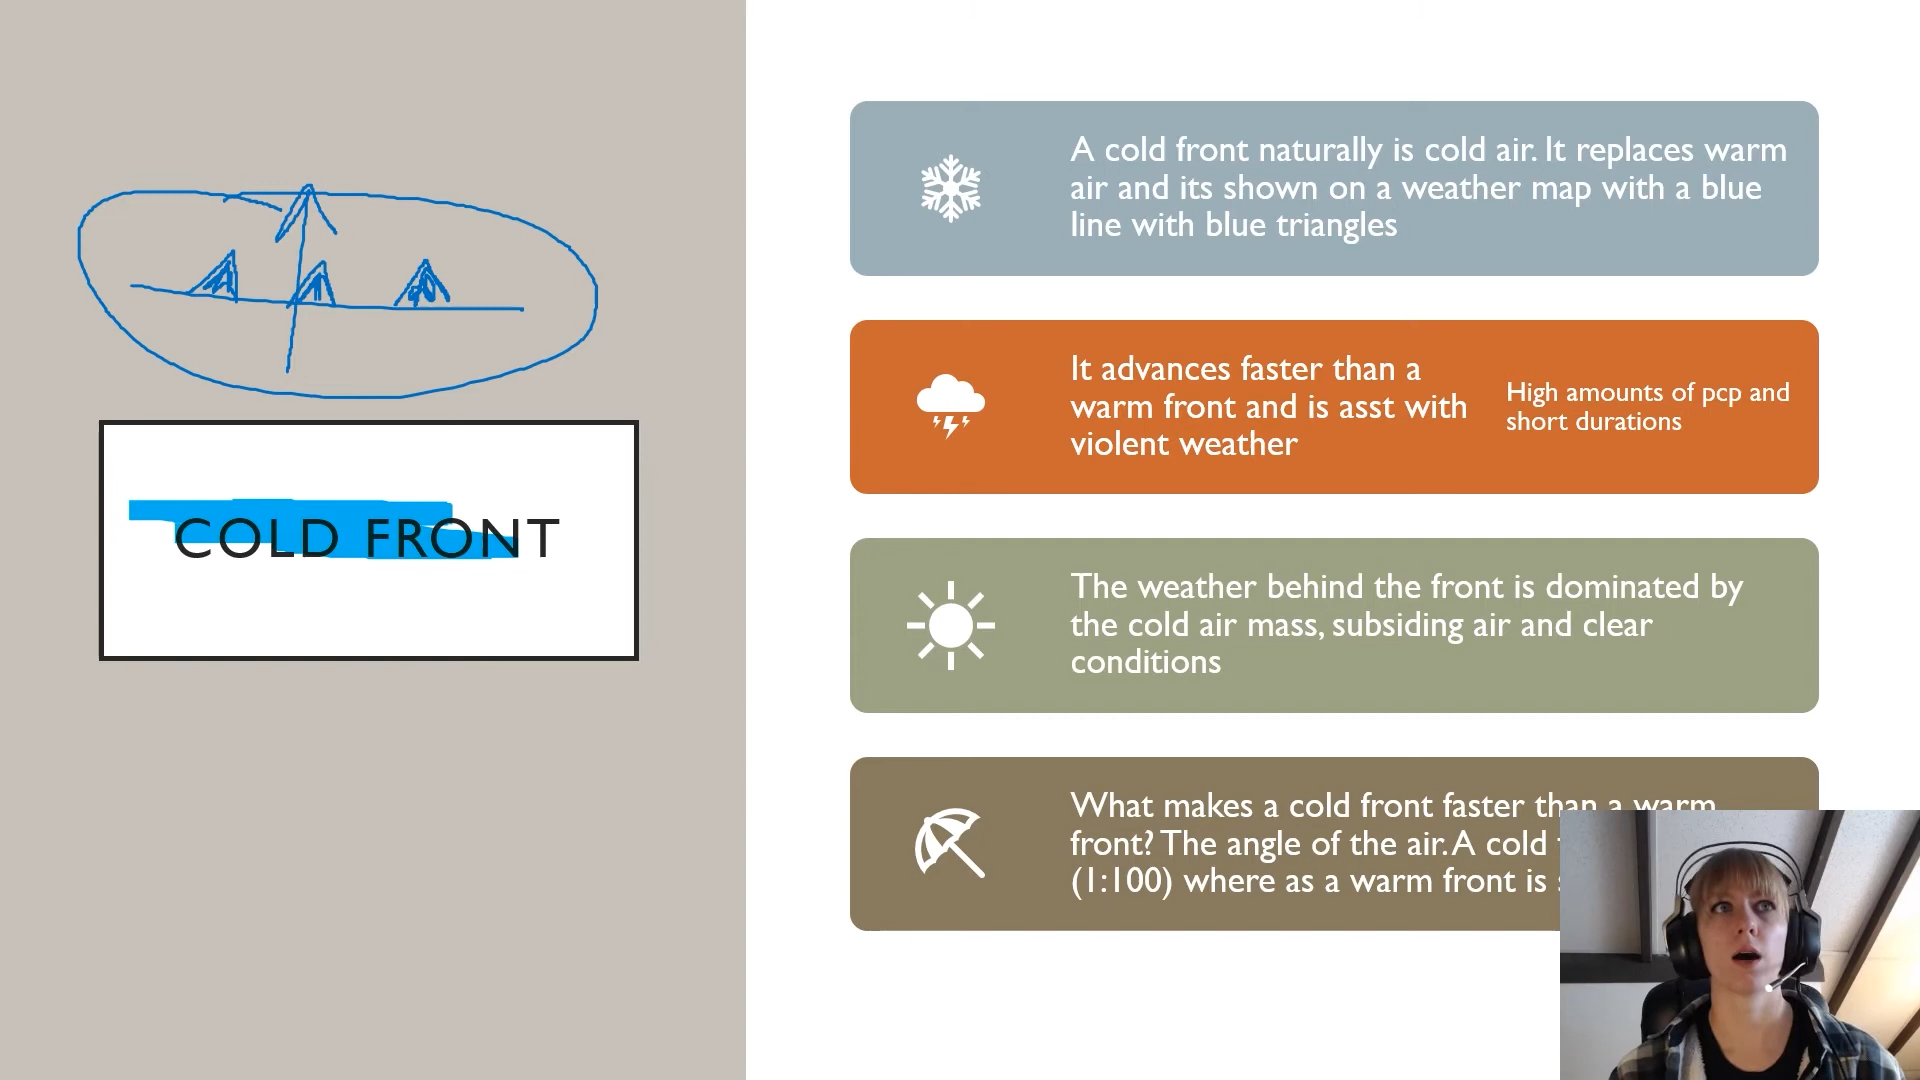 COLD FRONT
A cold front naturally is cold air. It replaces warm
air and its shown on a weather map with a blue
line with blue triangles
It advances faster than a
warm front and is asst with
violent weather
High amounts of pcp and
short durations
The weather behind the front is dominated by
the cold air mass, subsiding air and clear
conditions
What makes a cold front faster than a warm
front? The angle of the air. A cold
(1:100) where as a warm front is